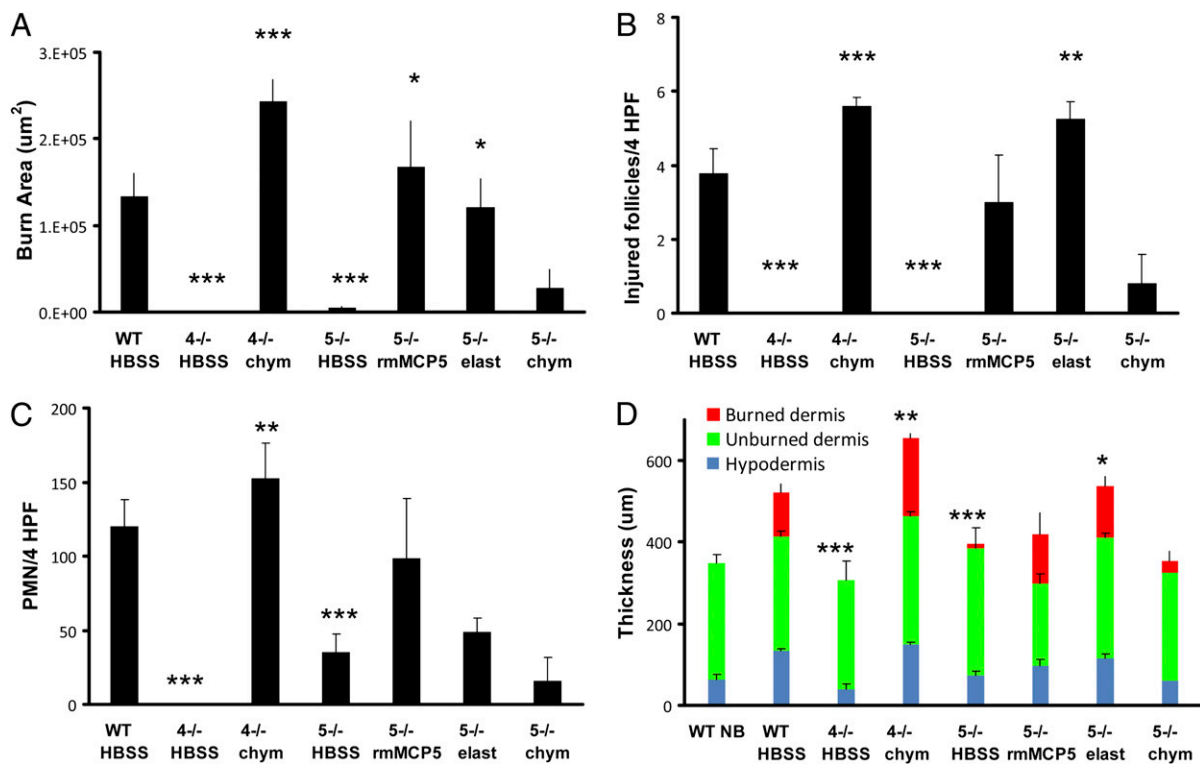 A
Burn Area (um²)
3.E+05
2.E+05
1.E+05
0.E+00
***
***
***
*
*
WT HBSS
4-/- HBSS
4-/- chym
5-/- HBSS
5-/- rmMCP5
5-/- elast
5-/- chym
B
Injured follicles/4 HPF
8
6
4
2
0
***
***
***
**
WT HBSS
4-/- HBSS
4-/- chym
5-/- HBSS
5-/- rmMCP5
5-/- elast
5-/- chym
C
PMN/4 HPF
200
150
100
50
0
***
**
***
WT HBSS
4-/- HBSS
4-/- chym
5-/- HBSS
5-/- rmMCP5
5-/- elast
5-/- chym
D
Burned dermis
Unburned dermis
Hypodermis
Thickness (um)
600
400
200
0
***
**
***
*
WT NB
WT HBSS
4-/- HBSS
4-/- chym
5-/- HBSS
5-/- rmMCP5
5-/- elast
5-/- chym